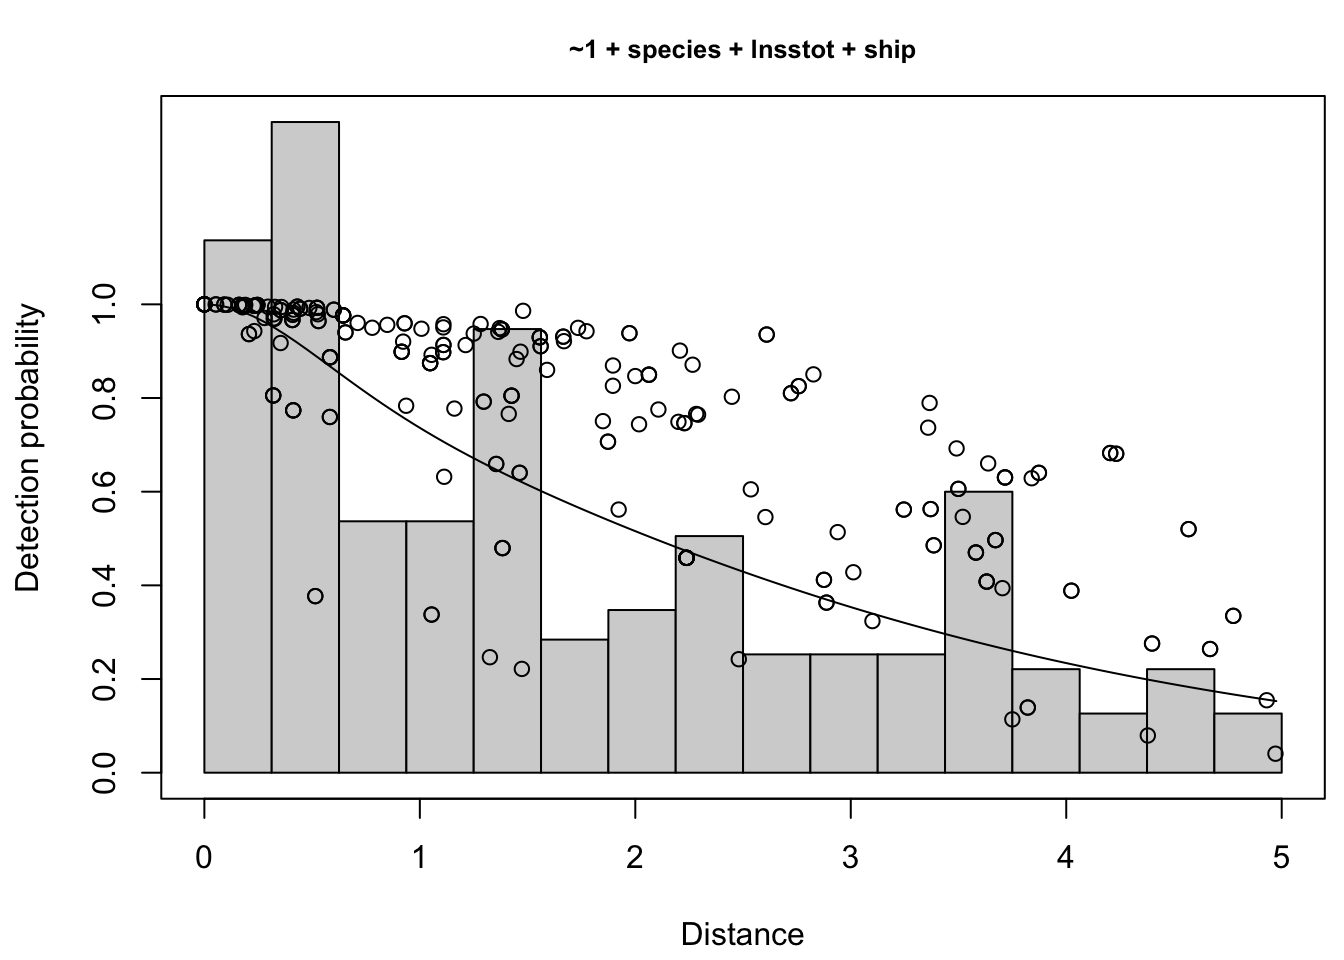 ~1 + species + lnsstot + ship
Detection probability
1.0
0.8
0.6
0.4
0.2
0.0
0 1 2 3 4 5
Distance